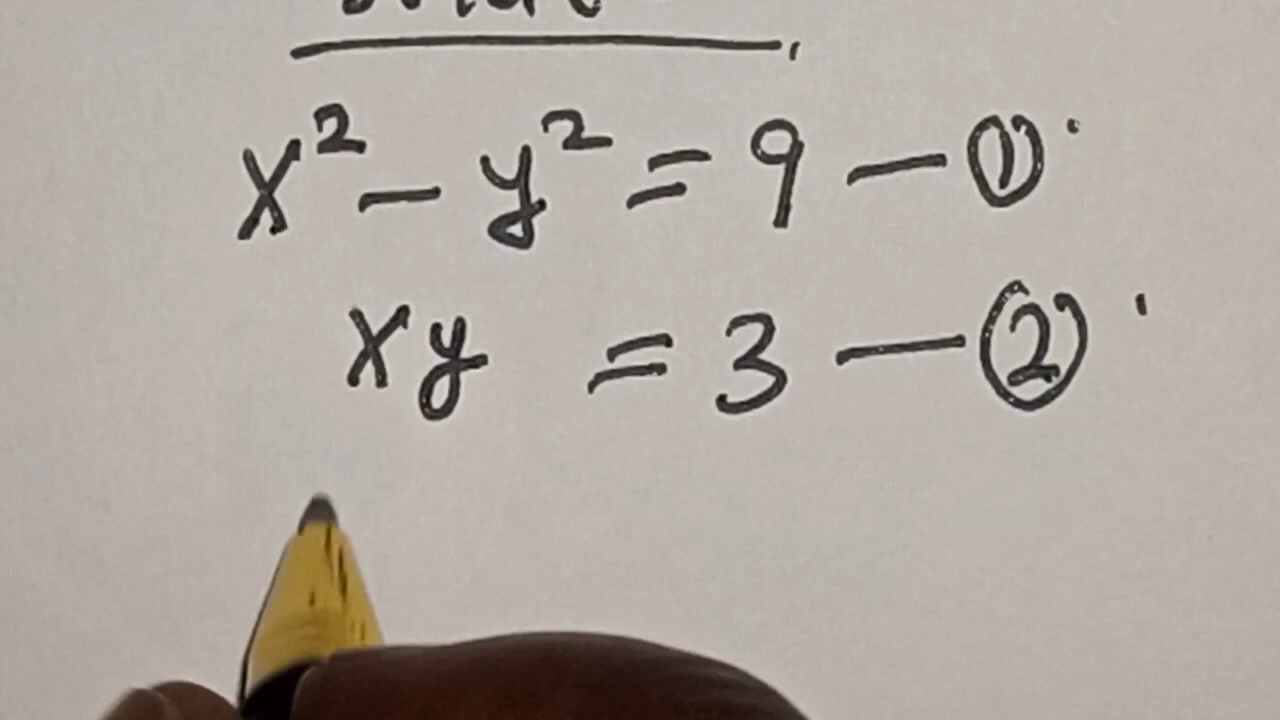 x² - y² = 9 — ①
xy = 3 — ②